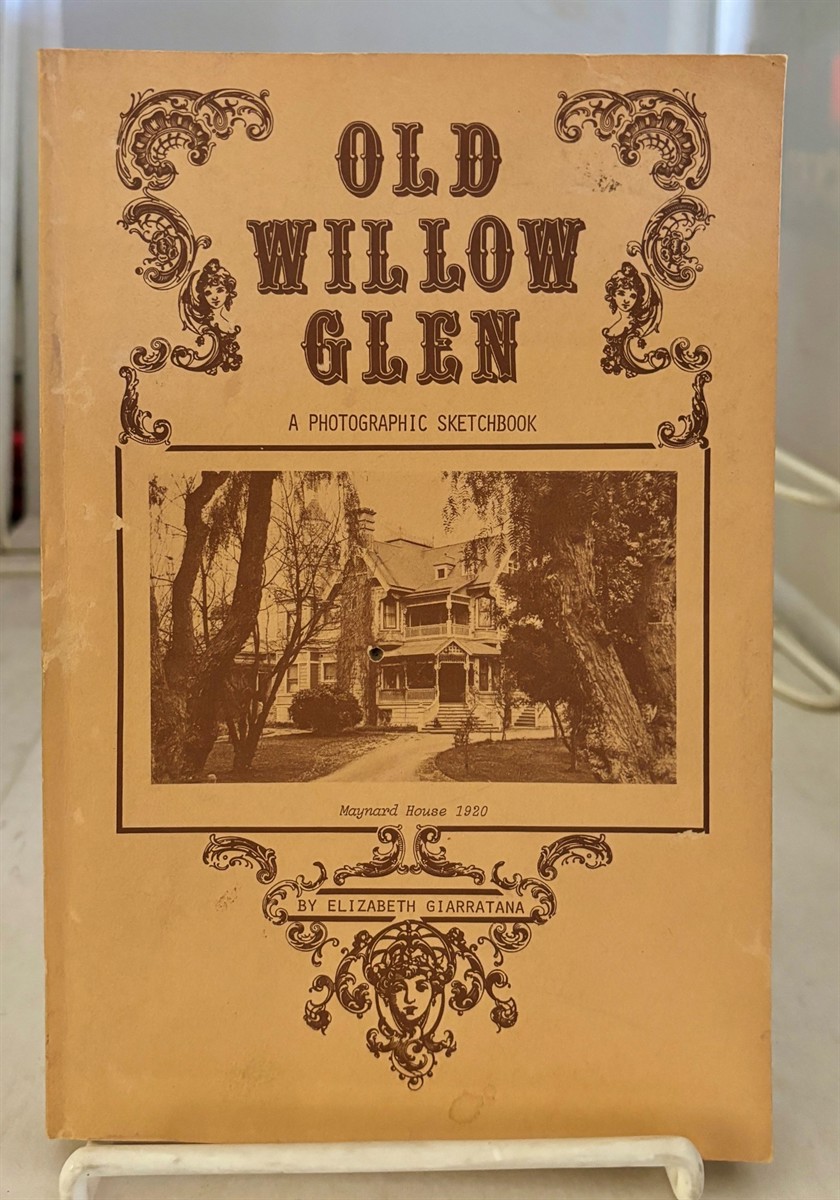 OLD
WILLOW
GLEN
A PHOTOGRAPHIC SKETCHBOOK
Maynard House 1920
BY ELIZABETH GIARRATANA